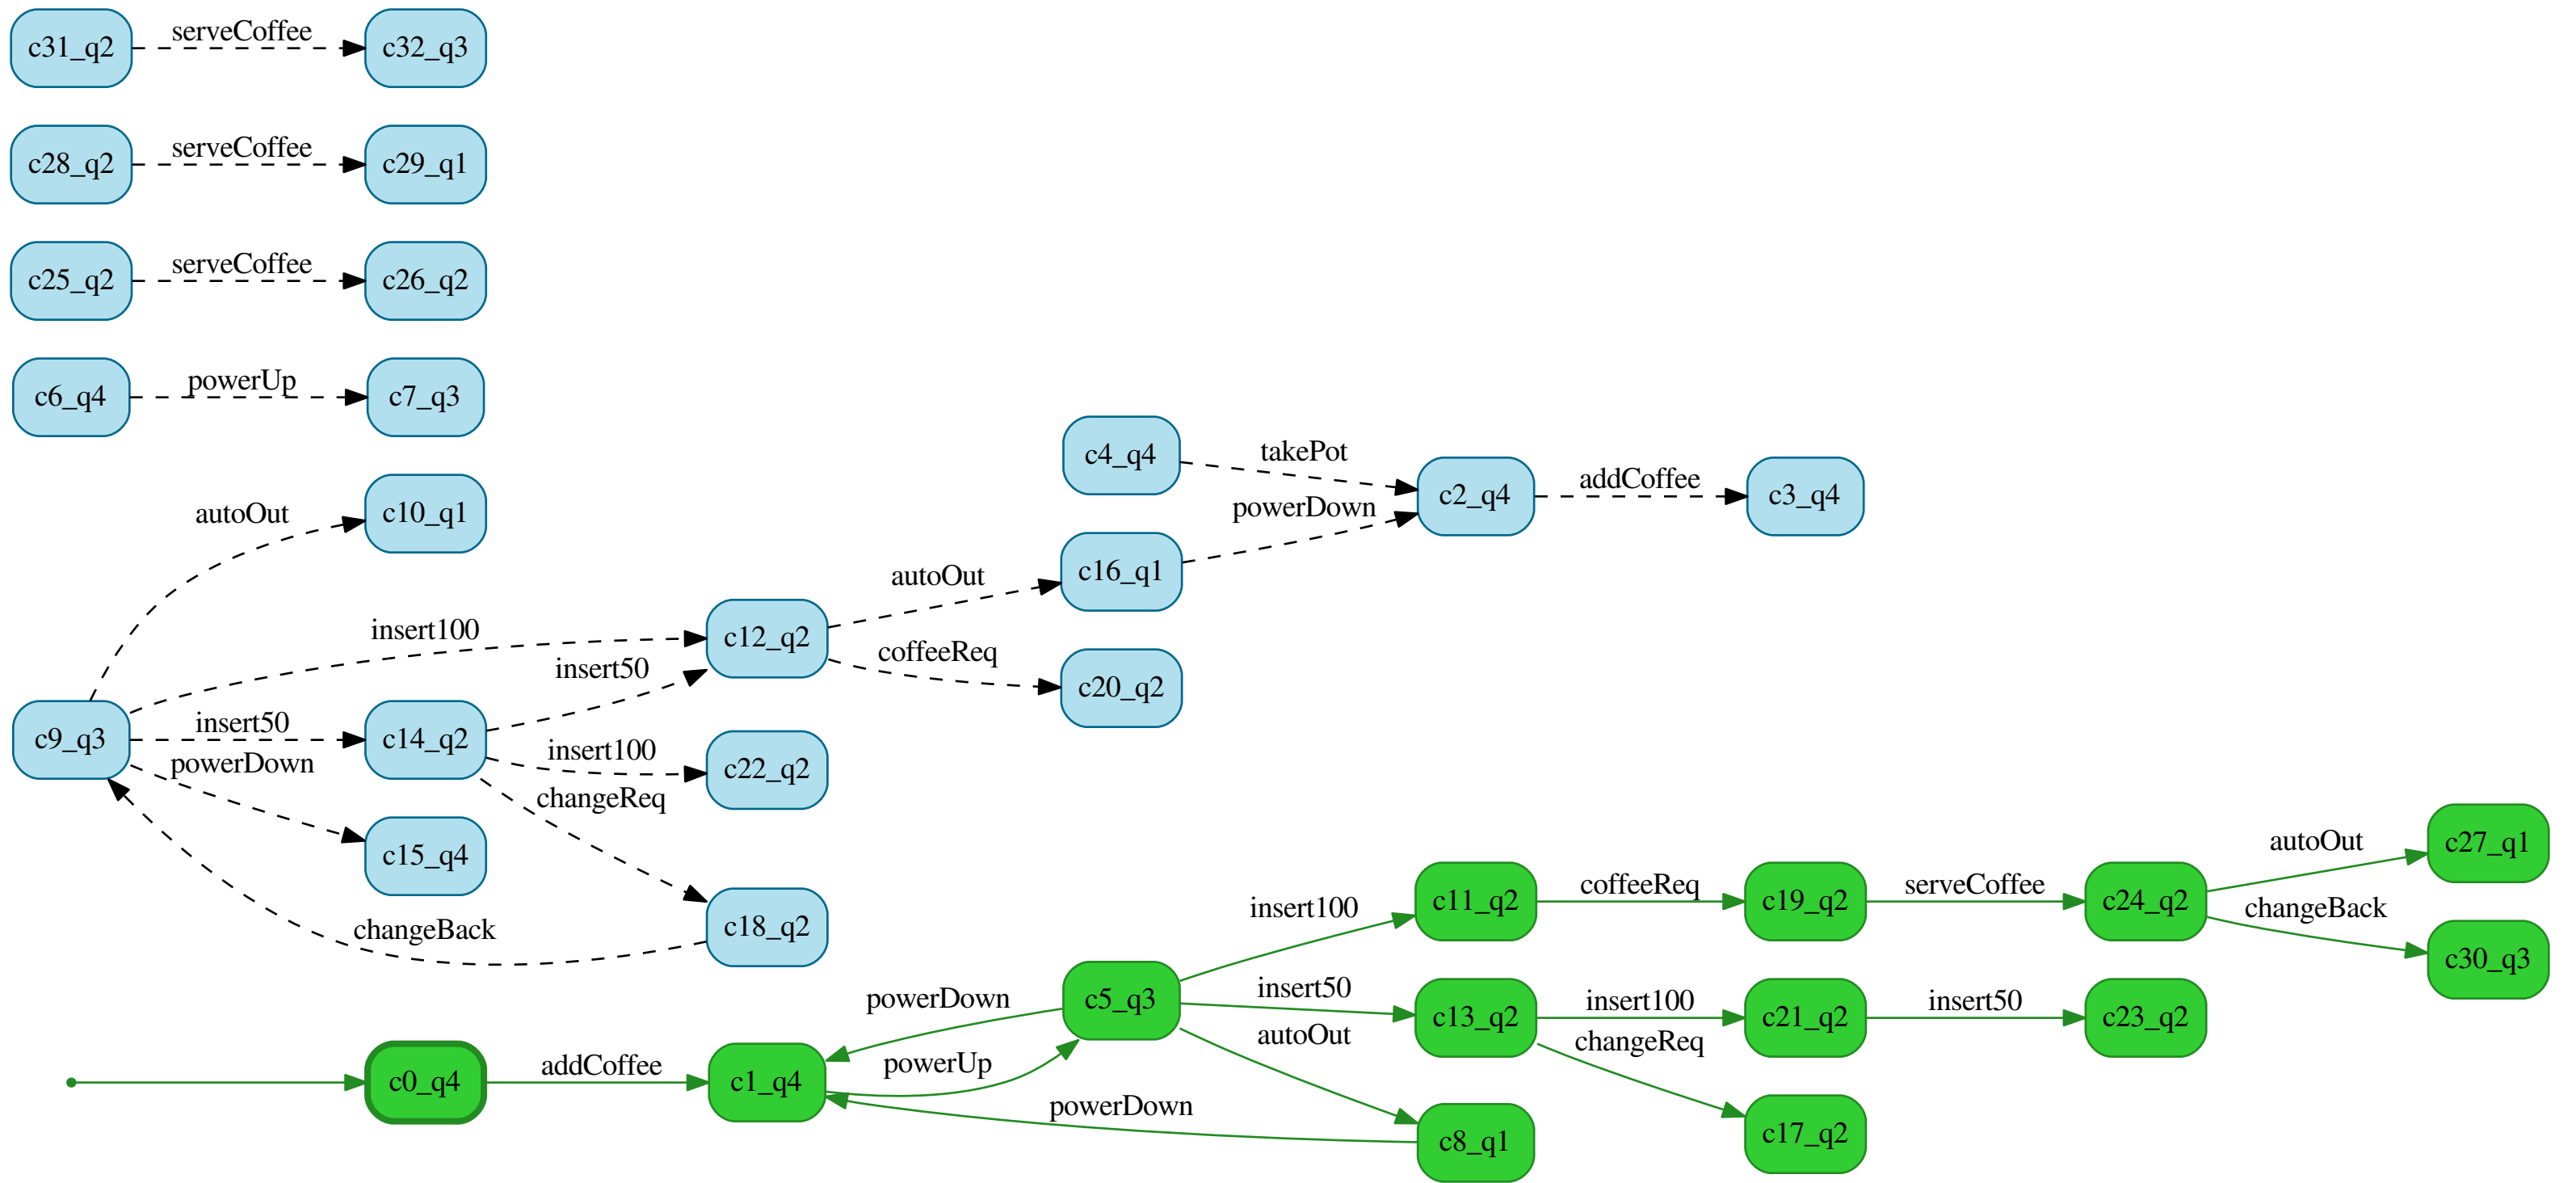 c31_q2
serveCoffee
c32_q3
c28_q2
serveCoffee
c29_q1
c25_q2
serveCoffee
c26_q2
c6_q4
powerUp
c7_q3
c4_q4
takePot
c2_q4
addCoffee
c3_q4
powerDown
c10_q1
autoOut
c16_q1
autoOut
insert100
c12_q2
coffeeReq
c20_q2
insert50
c9_q3
insert50
c14_q2
insert100
c22_q2
powerDown
changeReq
c15_q4
c18_q2
changeBack
c27_q1
autoOut
c11_q2
coffeeReq
c19_q2
serveCoffee
c24_q2
insert100
changeBack
c30_q3
c5_q3
insert50
c13_q2
insert100
c21_q2
insert50
c23_q2
powerDown
autoOut
changeReq
c0_q4
addCoffee
c1_q4
powerUp
powerDown
c8_q1
c17_q2